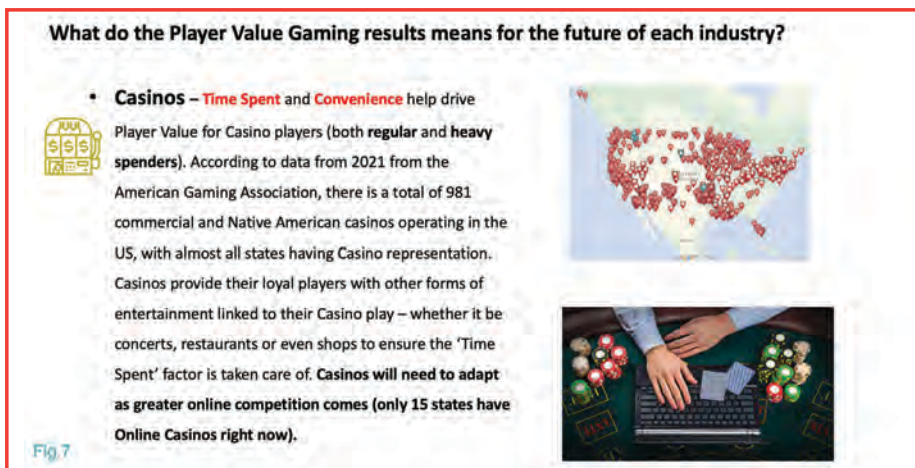 What do the Player Value Gaming results means for the future of each industry?
• Casinos – Time Spent and Convenience help drive
Player Value for Casino players (both regular and heavy
spenders). According to data from 2021 from the
American Gaming Association, there is a total of 981
commercial and Native American casinos operating in the
US, with almost all states having Casino representation.
Casinos provide their loyal players with other forms of
entertainment linked to their Casino play – whether it be
concerts, restaurants or even shops to ensure the ‘Time
Spent’ factor is taken care of. Casinos will need to adapt
as greater online competition comes (only 15 states have
Online Casinos right now).
Fig.7